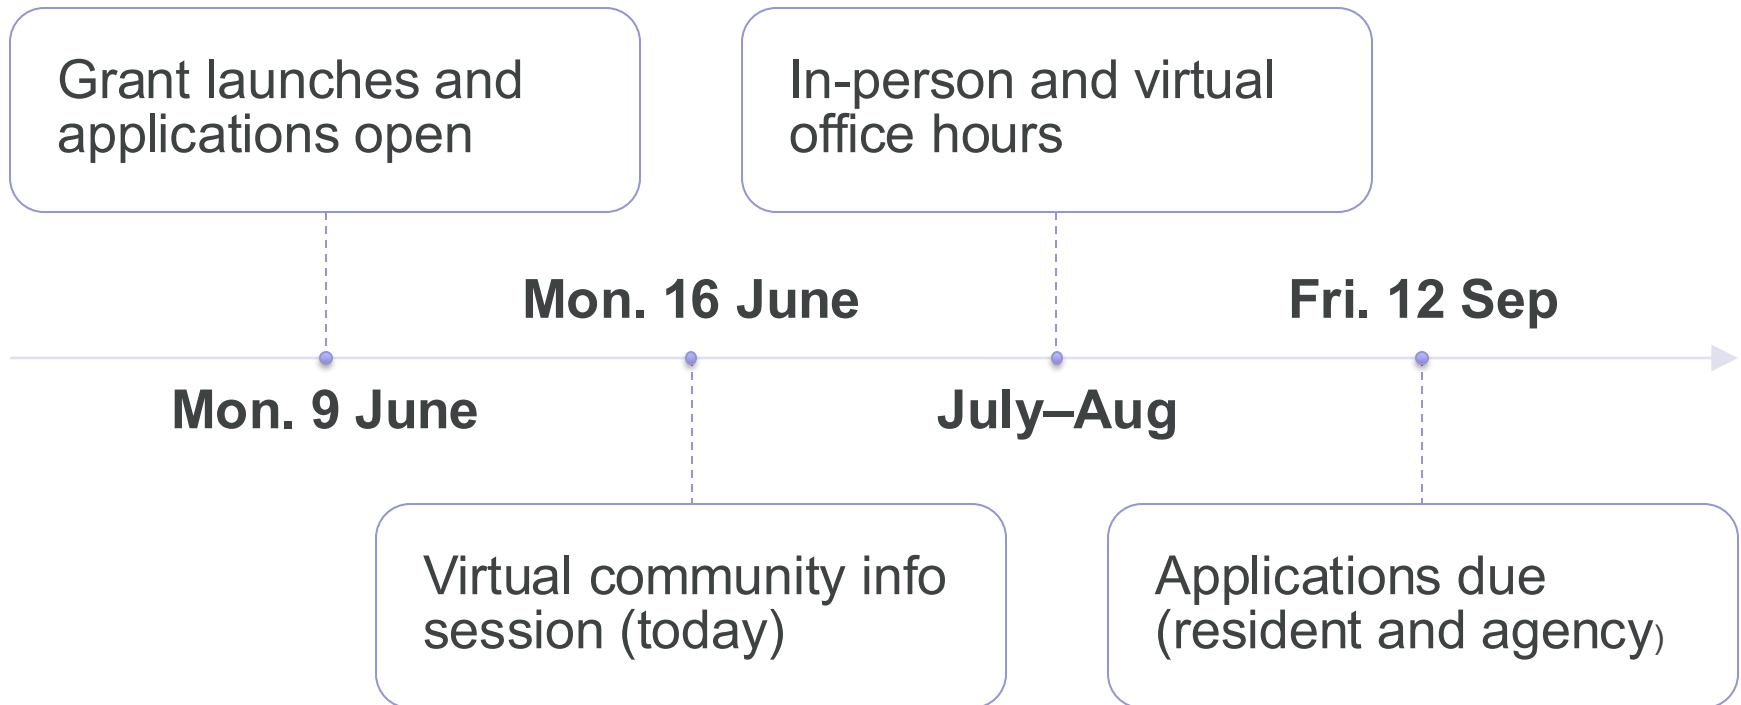 Grant launches and
applications open
In-person and virtual
office hours
Mon. 16 June
Fri. 12 Sep
Mon. 9 June
July–Aug
Virtual community info
session (today)
Applications due
(resident and agency)